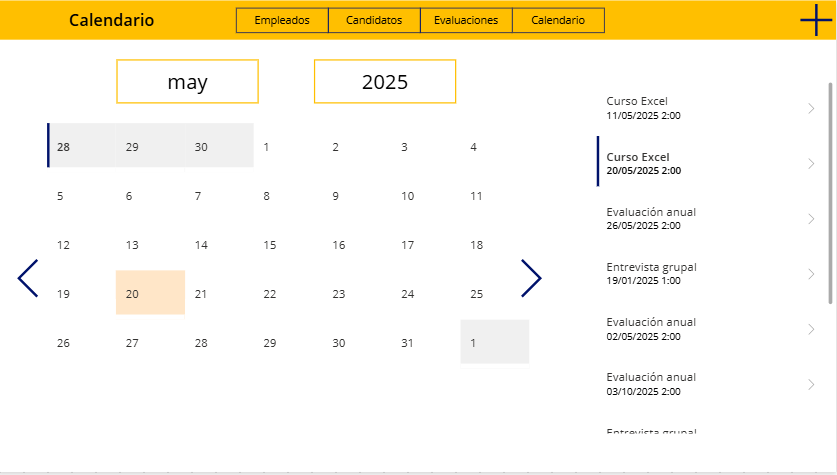 Calendario
Empleados Candidatos Evaluaciones Calendario
may 2025
28 29 30 1 2 3 4
5 6 7 8 9 10 11
12 13 14 15 16 17 18
19 20 21 22 23 24 25
26 27 28 29 30 31 1
Curso Excel
11/05/2025 2:00
Curso Excel
20/05/2025 2:00
Evaluación anual
26/05/2025 2:00
Entrevista grupal
19/01/2025 1:00
Evaluación anual
02/05/2025 2:00
Evaluación anual
03/10/2025 2:00
Entrevista grupal